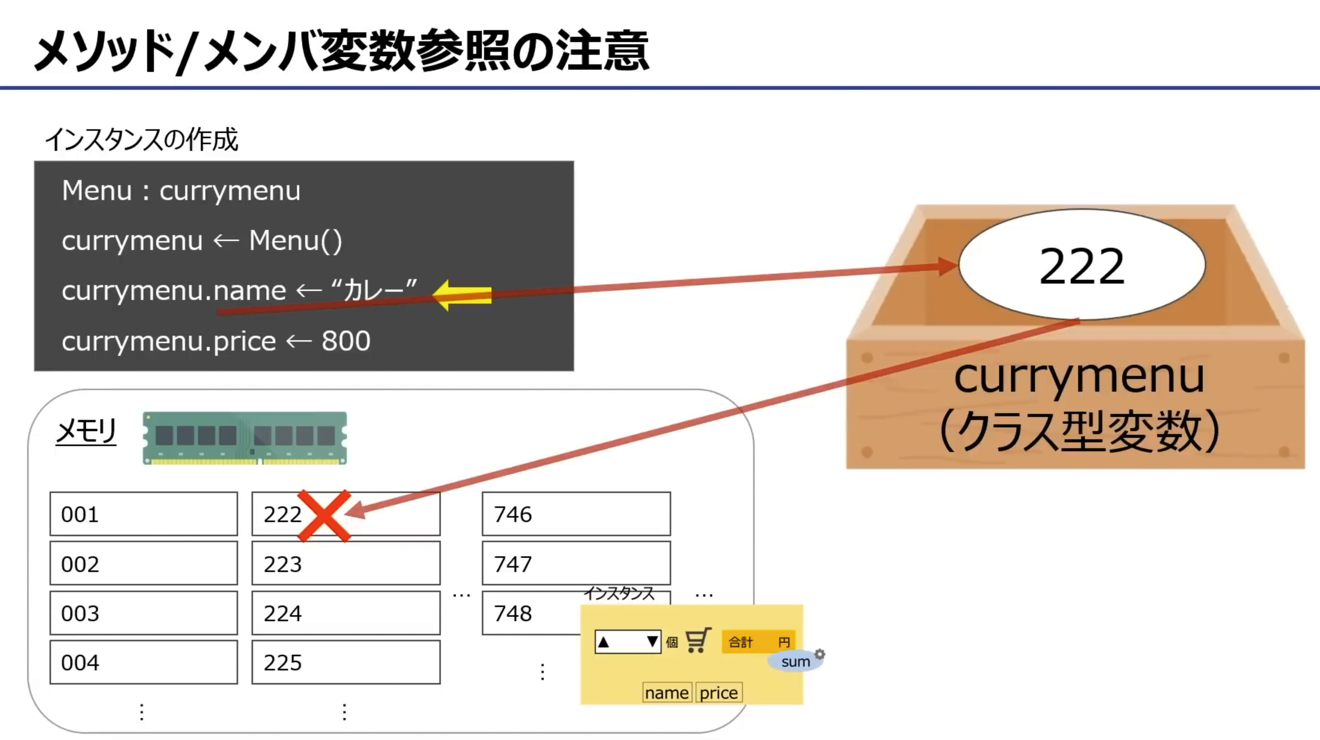 メソッド/メンバ変数参照の注意
インスタンスの作成
Menu : currymenu
currymenu ← Menu()
currymenu.name ← “カレー”
currymenu.price ← 800
222
currymenu
（クラス型変数）
メモリ
001
002
003
004
⋮
222
223
224
225
⋮
…
746
747
748
⋮
…
インスタンス
▲ ▼ 個
合計 円
sum
name price